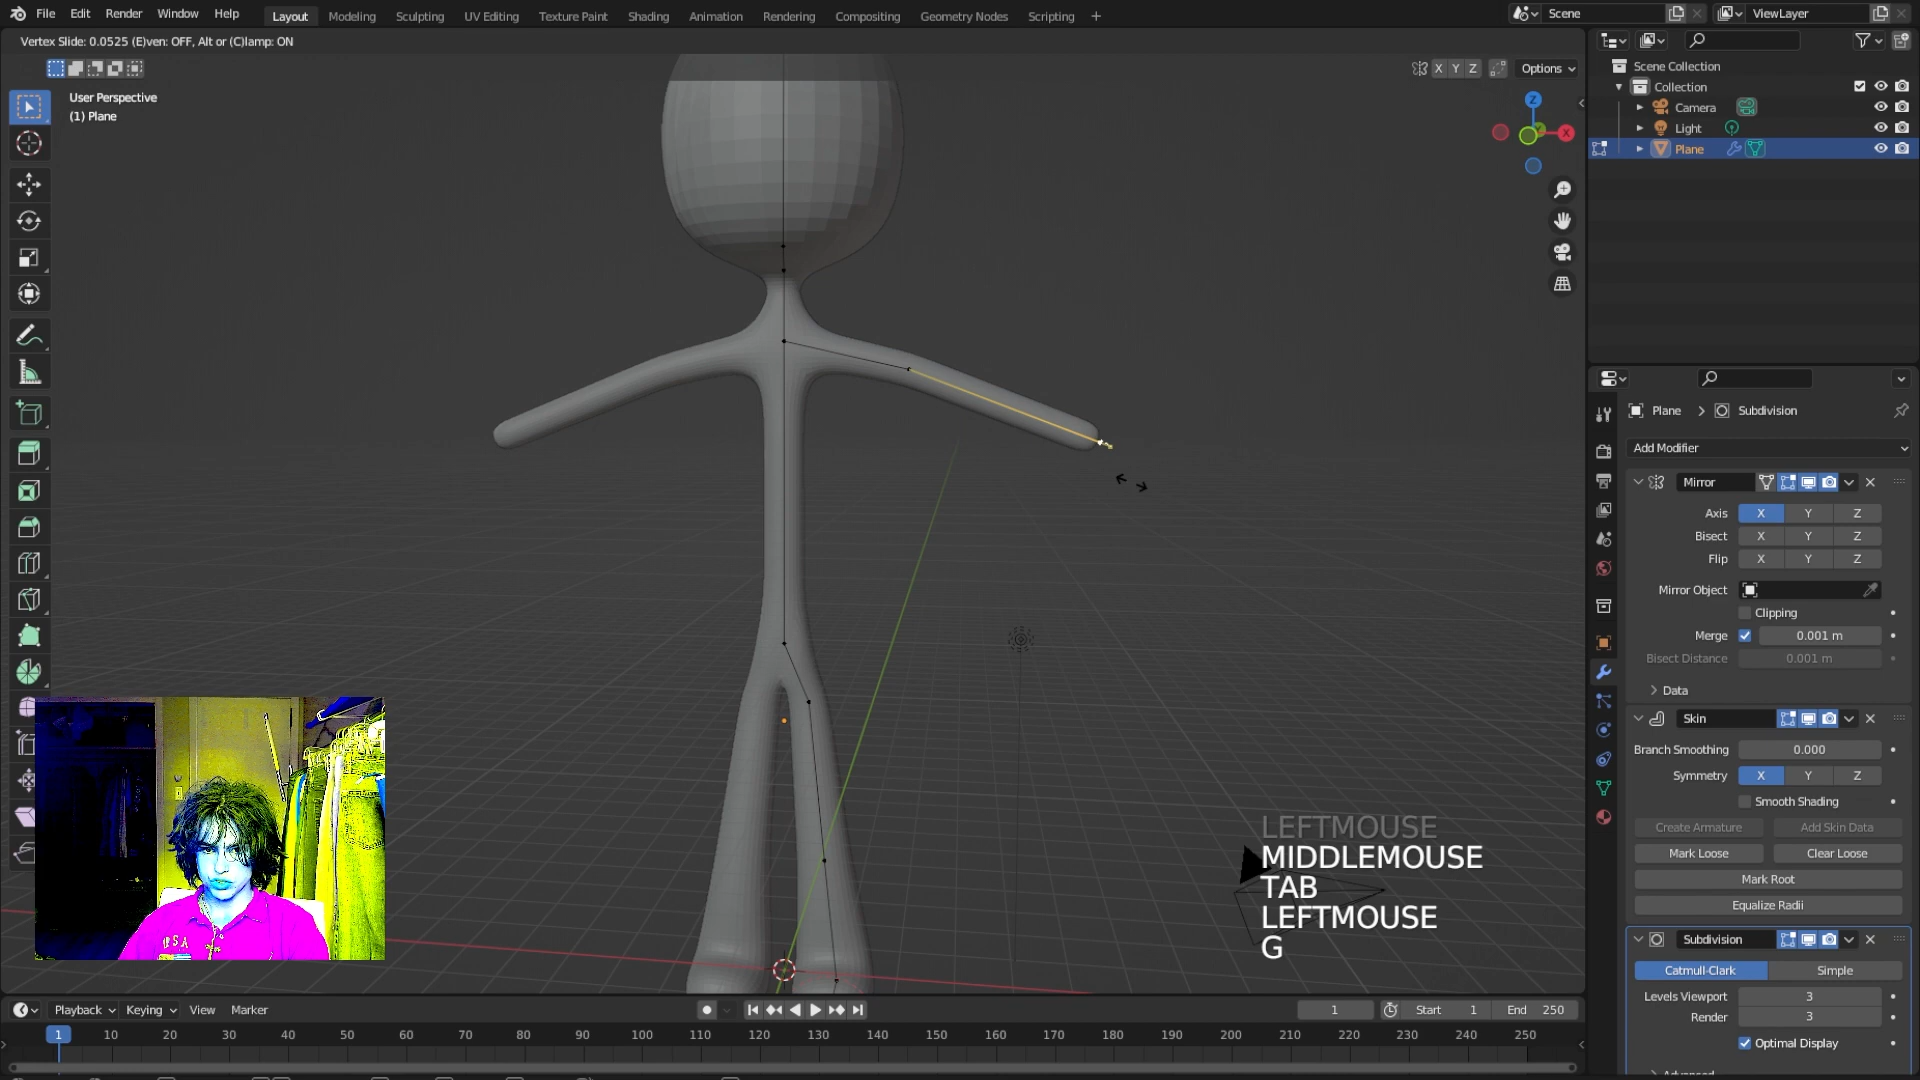 File Edit Render Window Help Layout Modeling Sculpting UV Editing Texture Paint Shading Animation Rendering Compositing Geometry Nodes Scripting + Scene ViewLayer
Vertex Slide: 0.0525 (E)ven: OFF, Alt or (C)lamp: ON
X Y Z Options
User Perspective
(1) Plane
Z
X
Scene Collection
Collection
Camera
Light
Plane
Plane > Subdivision
Add Modifier
Mirror
Axis X Y Z
Bisect X Y Z
Flip X Y Z
Mirror Object
Clipping
Merge 0.001 m
Bisect Distance 0.001 m
Data
Skin
Branch Smoothing 0.000
Symmetry X Y Z
Smooth Shading
Create Armature Add Skin Data
Mark Loose Clear Loose
Mark Root
Equalize Radii
Subdivision
Catmull-Clark Simple
Levels Viewport 3
Render 3
Optimal Display
LEFTMOUSE
MIDDLEMOUSE
TAB
LEFTMOUSE
G
Playback Keying View Marker 1 Start 1 End 250
1 10 20 30 40 50 60 70 80 90 100 110 120 130 140 150 160 170 180 190 200 210 220 230 240 250